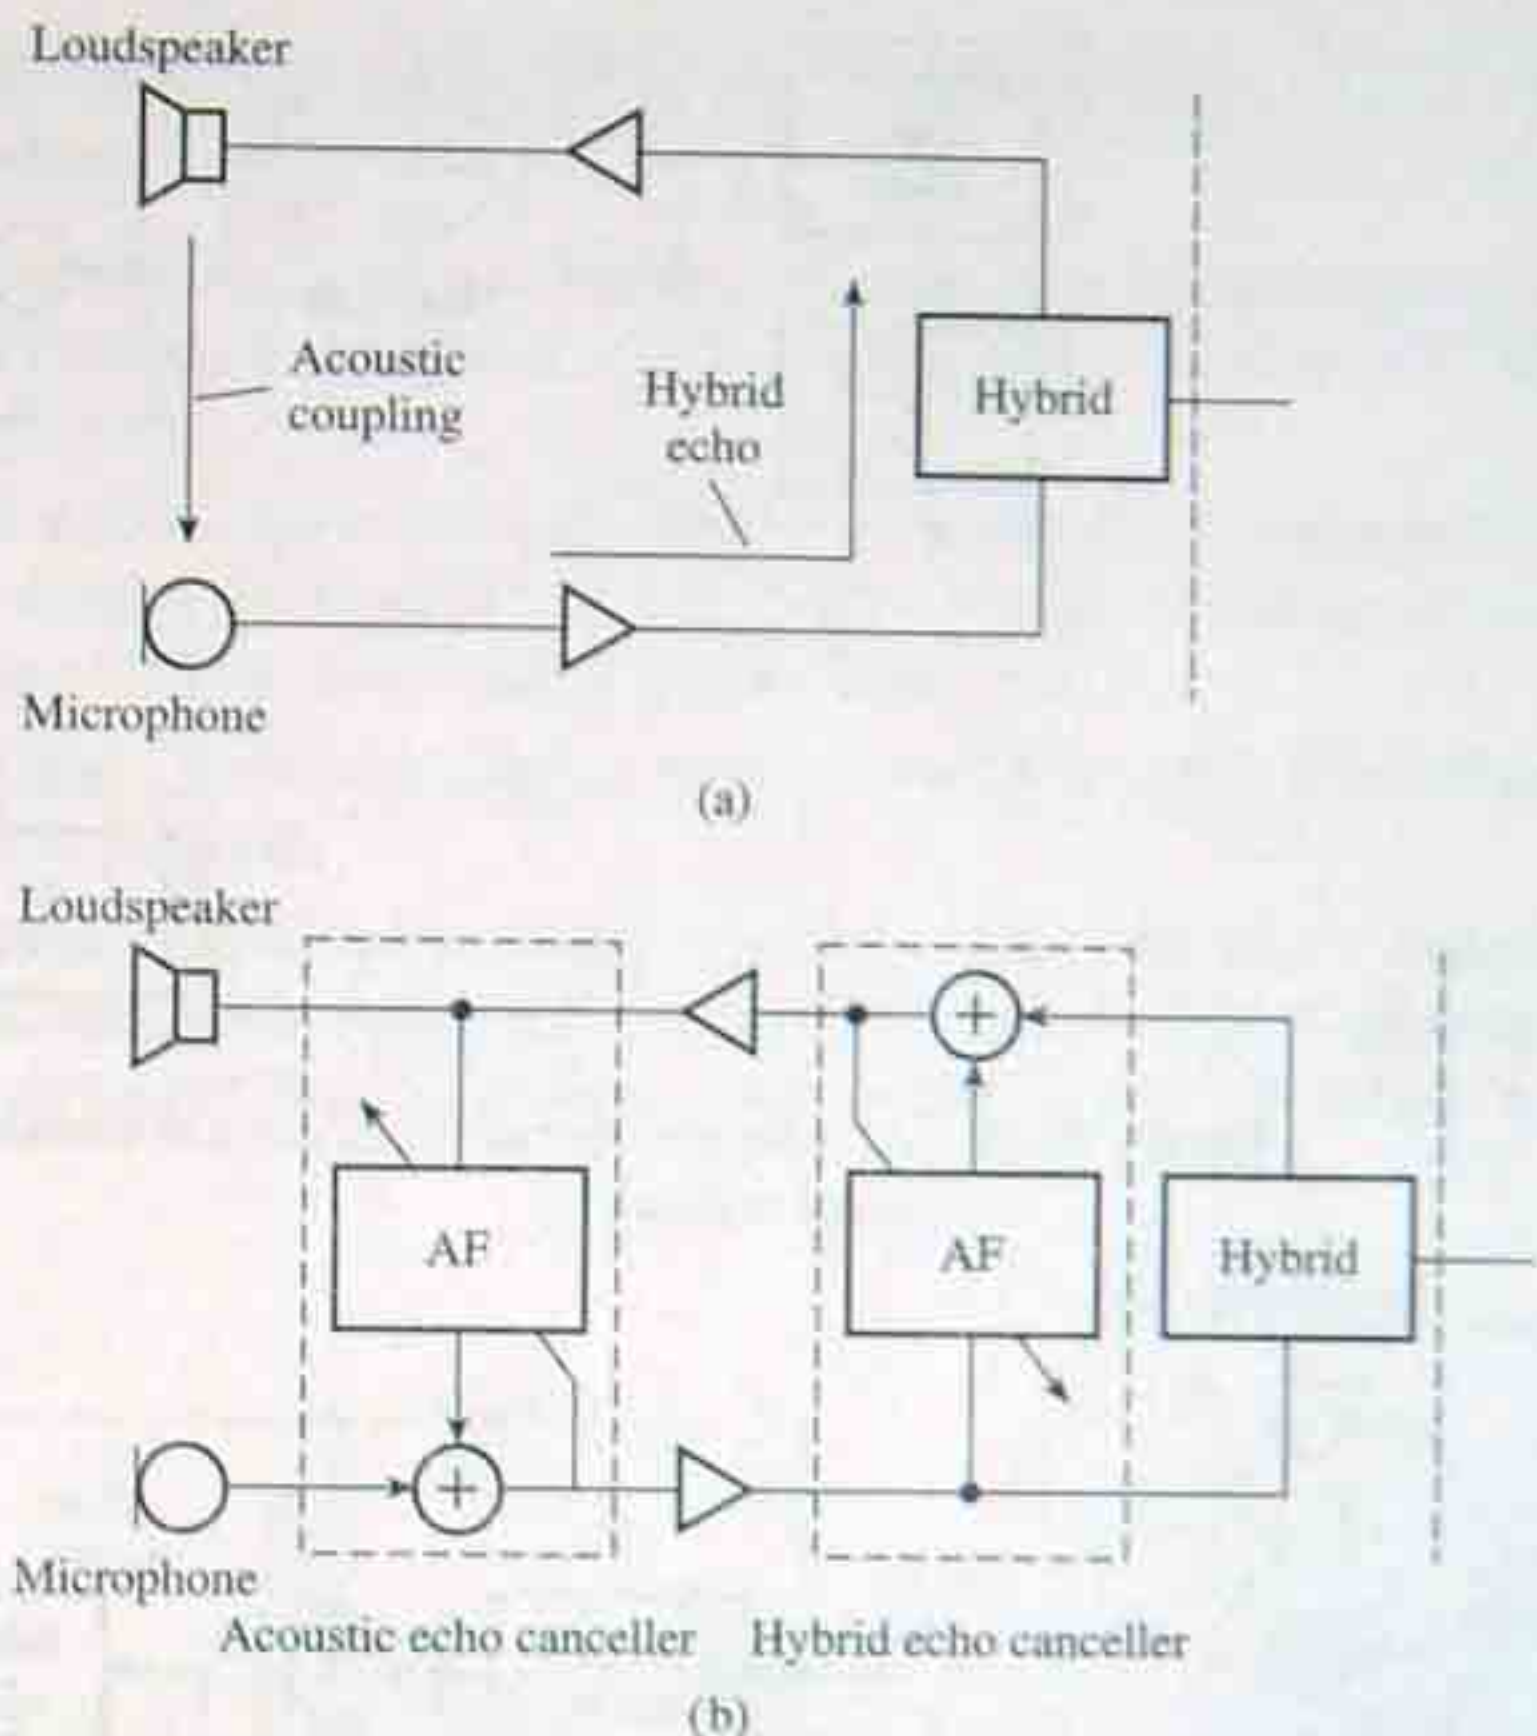 Loudspeaker
Acoustic
coupling
Hybrid
echo
Hybrid
Microphone
(a)
Loudspeaker
+
AF
AF
Hybrid
+
Microphone
Acoustic echo canceller
Hybrid echo canceller
(b)